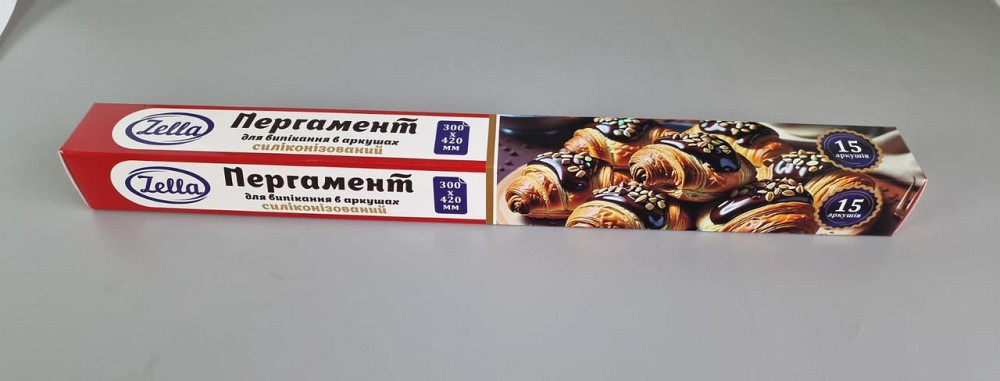 Zella
Пергамент
для випікання в аркушах
силіконізований
300
х
420
мм
15
аркушів
Zella
Пергамент
для випікання в аркушах
силіконізований
300
х
420
мм
15
аркушів